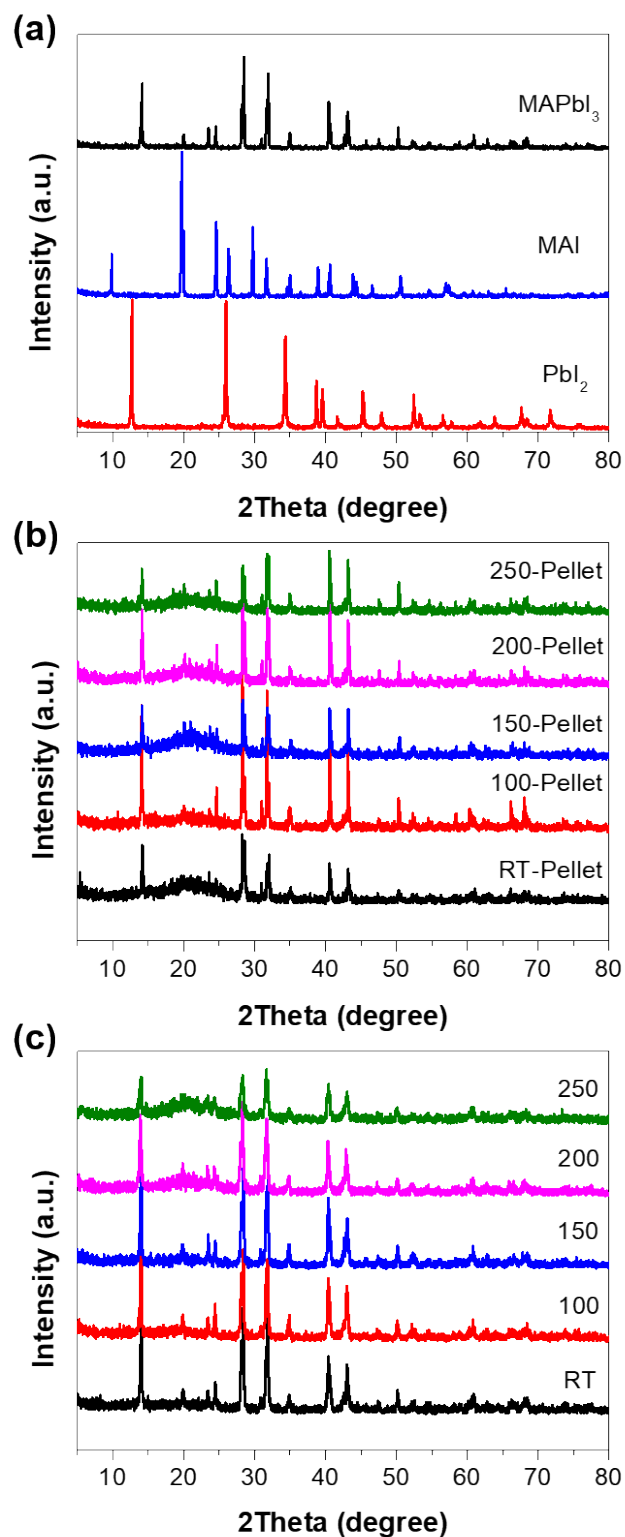 (a)
MAPbI3
MAI
PbI2
Intensity (a.u.)
10 20 30 40 50 60 70 80
2Theta (degree)
(b)
250-Pellet
200-Pellet
150-Pellet
100-Pellet
RT-Pellet
Intensity (a.u.)
10 20 30 40 50 60 70 80
2Theta (degree)
(c)
250
200
150
100
RT
Intensity (a.u.)
10 20 30 40 50 60 70 80
2Theta (degree)